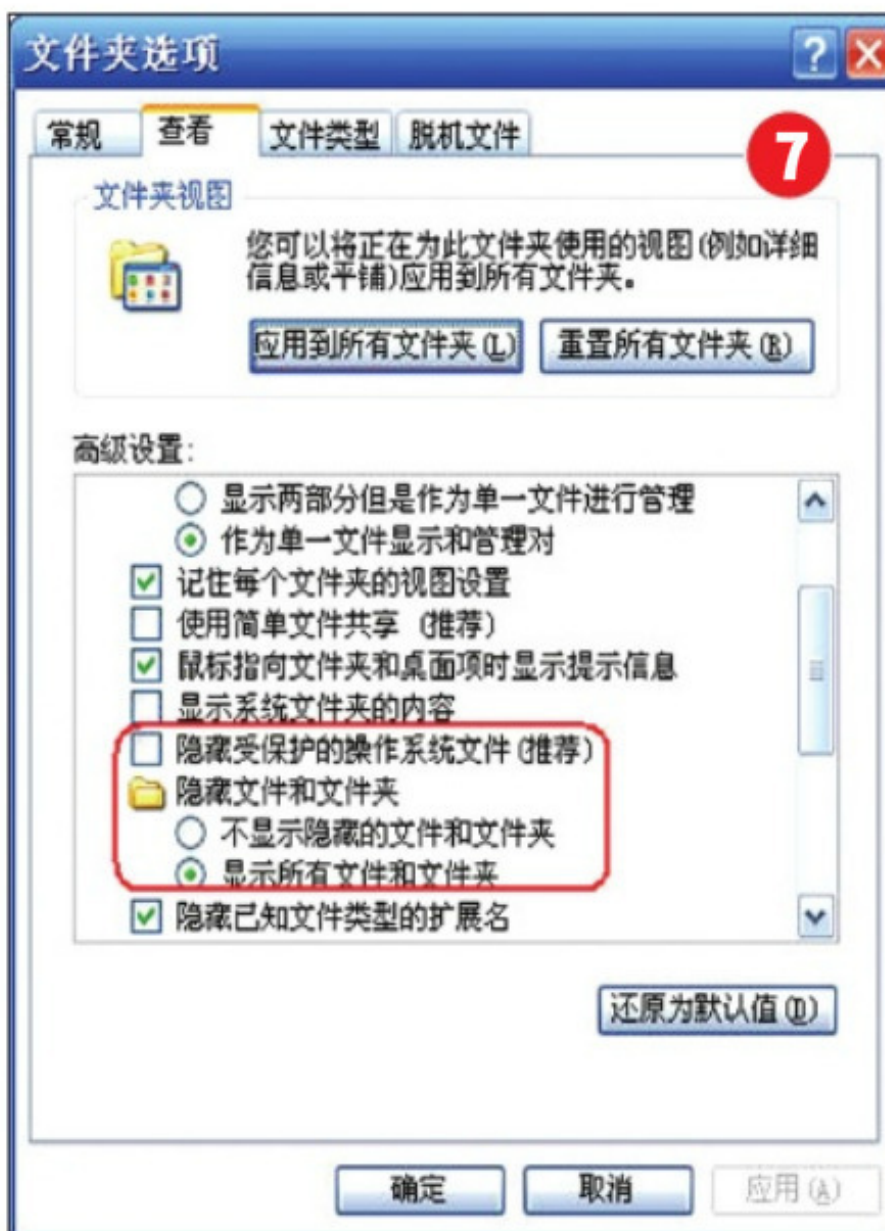 文件夹选项
?
常规 查看 文件类型 脱机文件
7
文件夹视图
您可以将正在为此文件夹使用的视图(例如详细
信息或平铺)应用到所有文件夹。
应用到所有文件夹(L) 重置所有文件夹(R)
高级设置:
显示两部分但是作为单一文件进行管理
作为单一文件显示和管理对
记住每个文件夹的视图设置
使用简单文件共享 (推荐)
鼠标指向文件夹和桌面项时显示提示信息
显示系统文件夹的内容
隐藏受保护的操作系统文件(推荐)
隐藏文件和文件夹
不显示隐藏的文件和文件夹
显示所有文件和文件夹
隐藏已知文件类型的扩展名
还原为默认值(D)
确定 取消 应用(A)